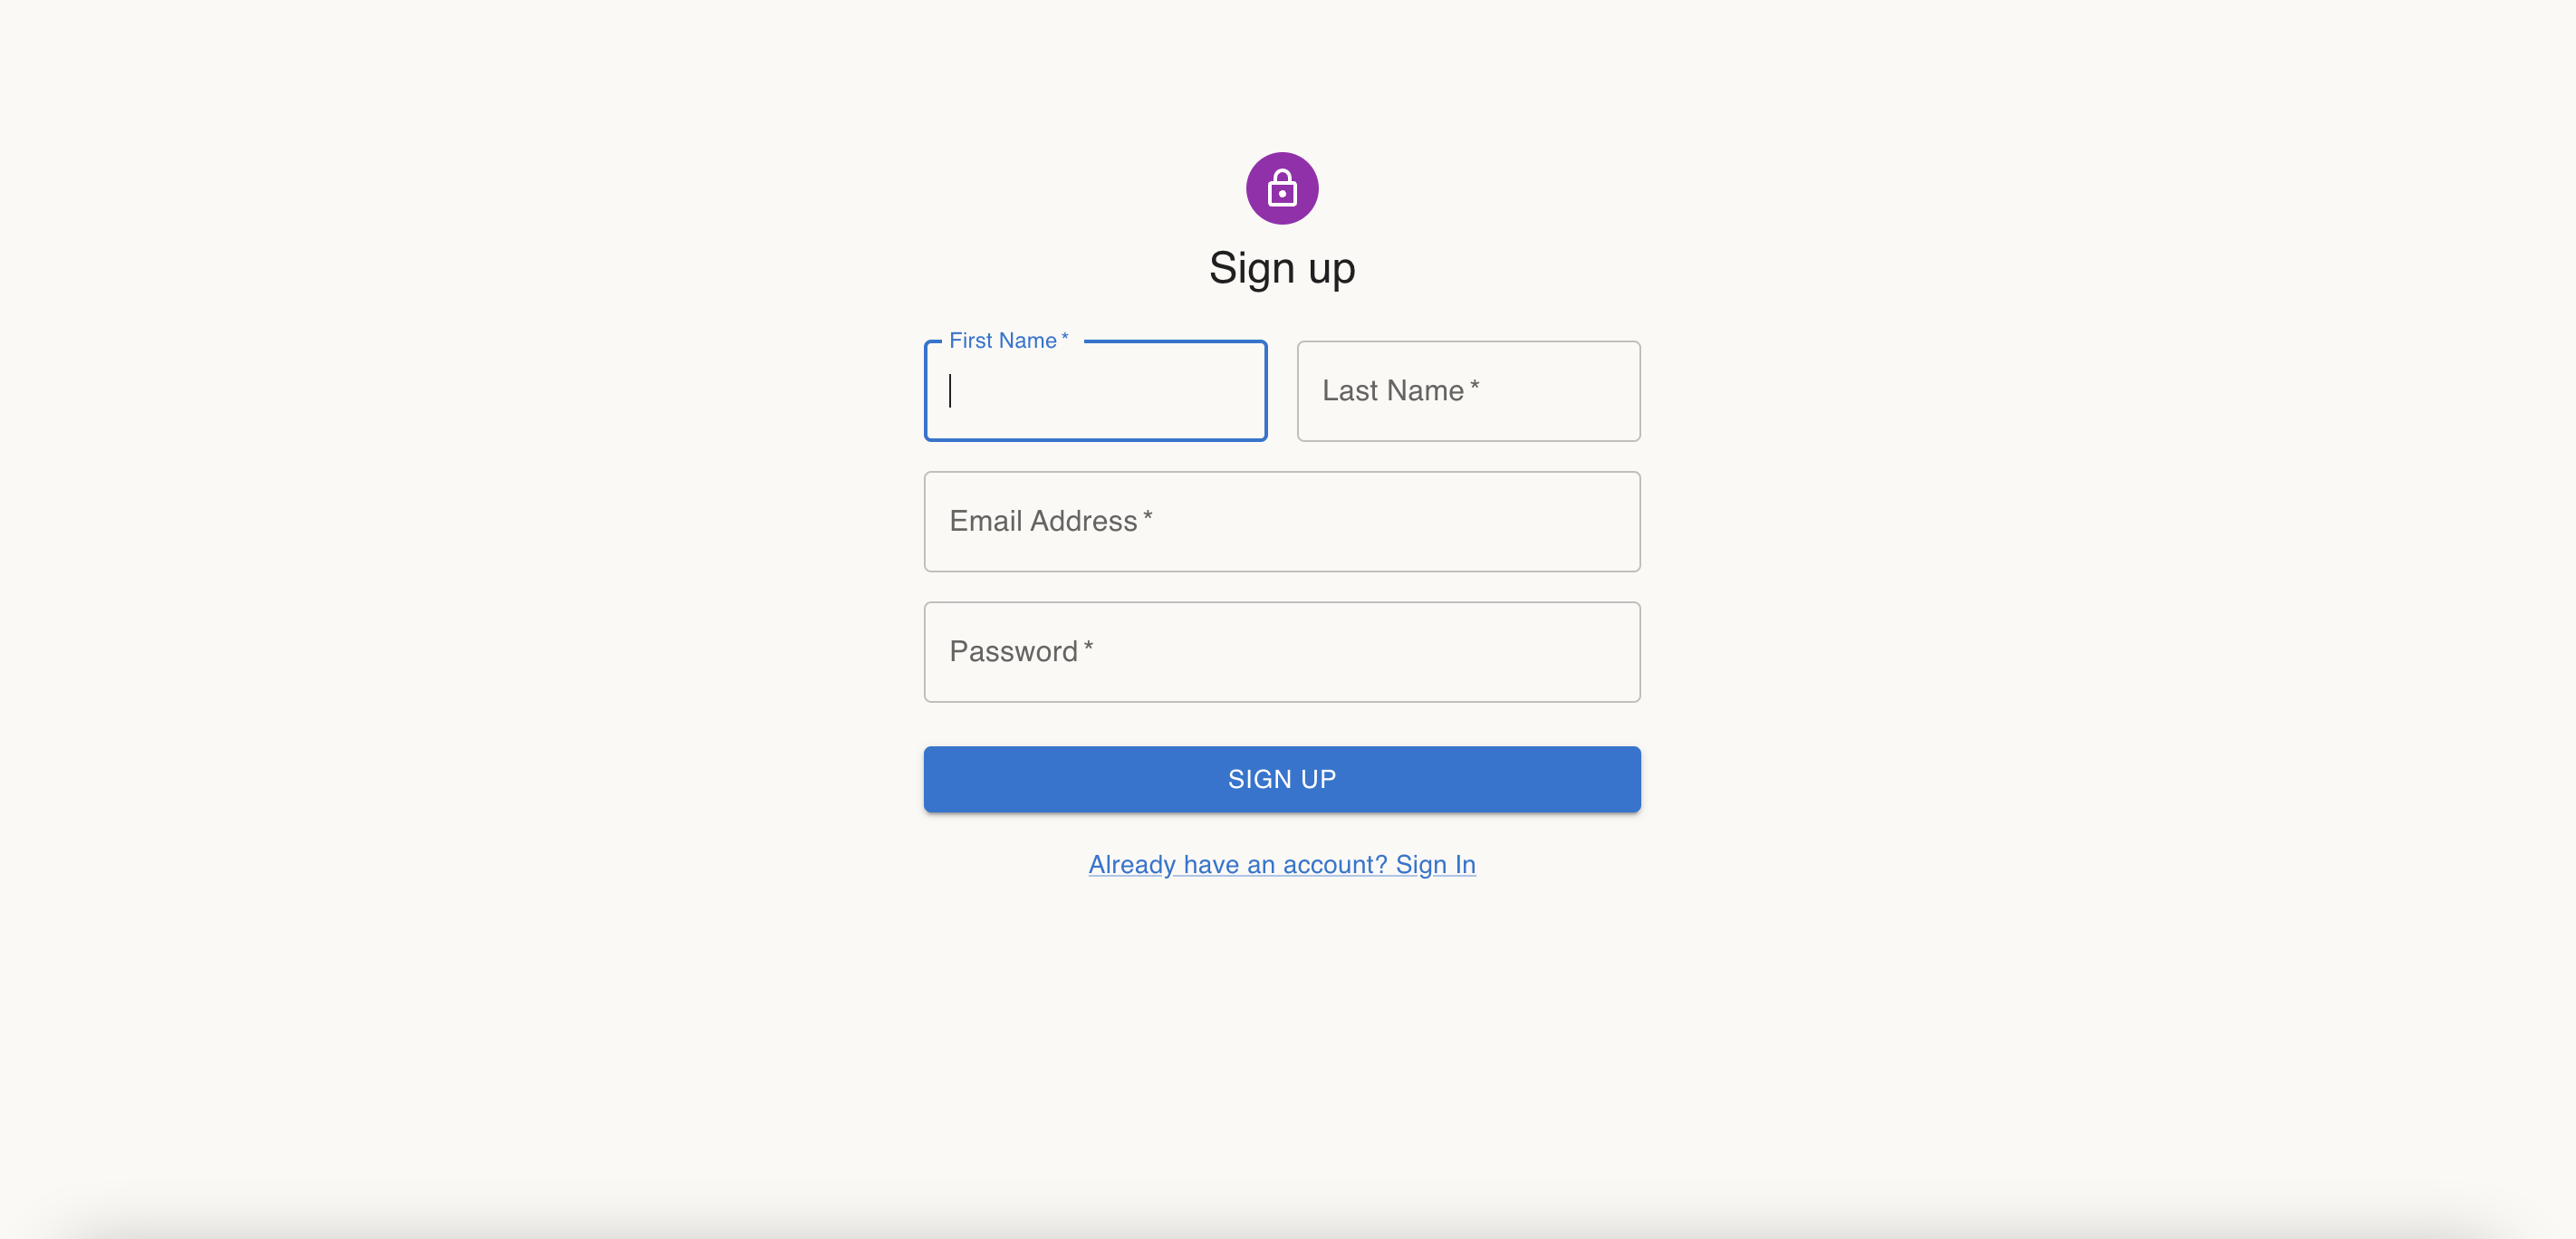 Sign up
First Name *
Last Name *
Email Address *
Password *
SIGN UP
Already have an account? Sign In